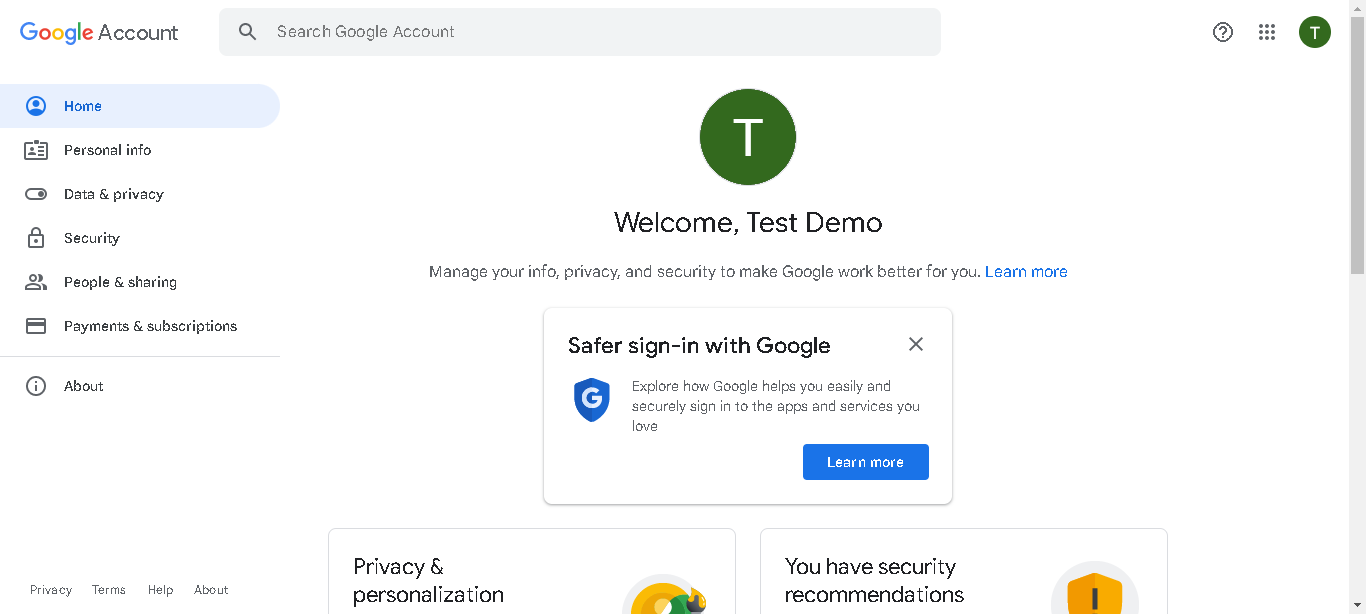 Google Account
Search Google Account
T
Home
Personal info
Data & privacy
Security
People & sharing
Payments & subscriptions
About
Privacy Terms Help About
T
Welcome, Test Demo
Manage your info, privacy, and security to make Google work better for you. Learn more
Safer sign-in with Google
G
Explore how Google helps you easily and
securely sign in to the apps and services you
love
Learn more
Privacy &
personalization
You have security
recommendations